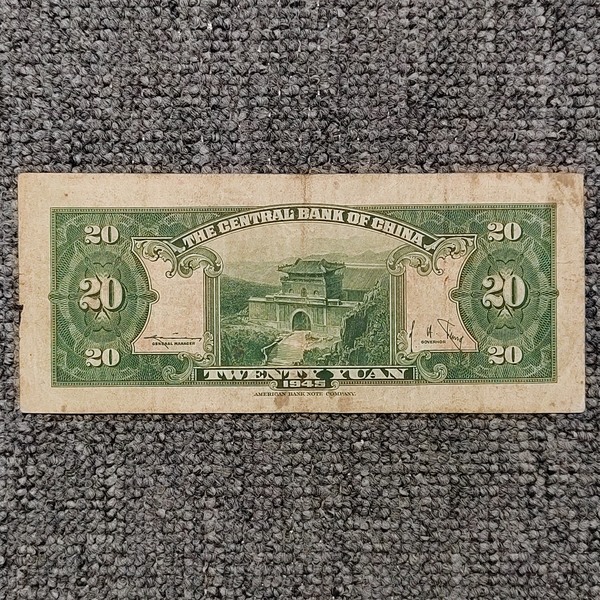 THE CENTRAL BANK OF CHINA
20 20
20 20
GENERAL MANAGER GOVERNOR
20 20
TWENTY YUAN
1945
AMERICAN BANK NOTE COMPANY.